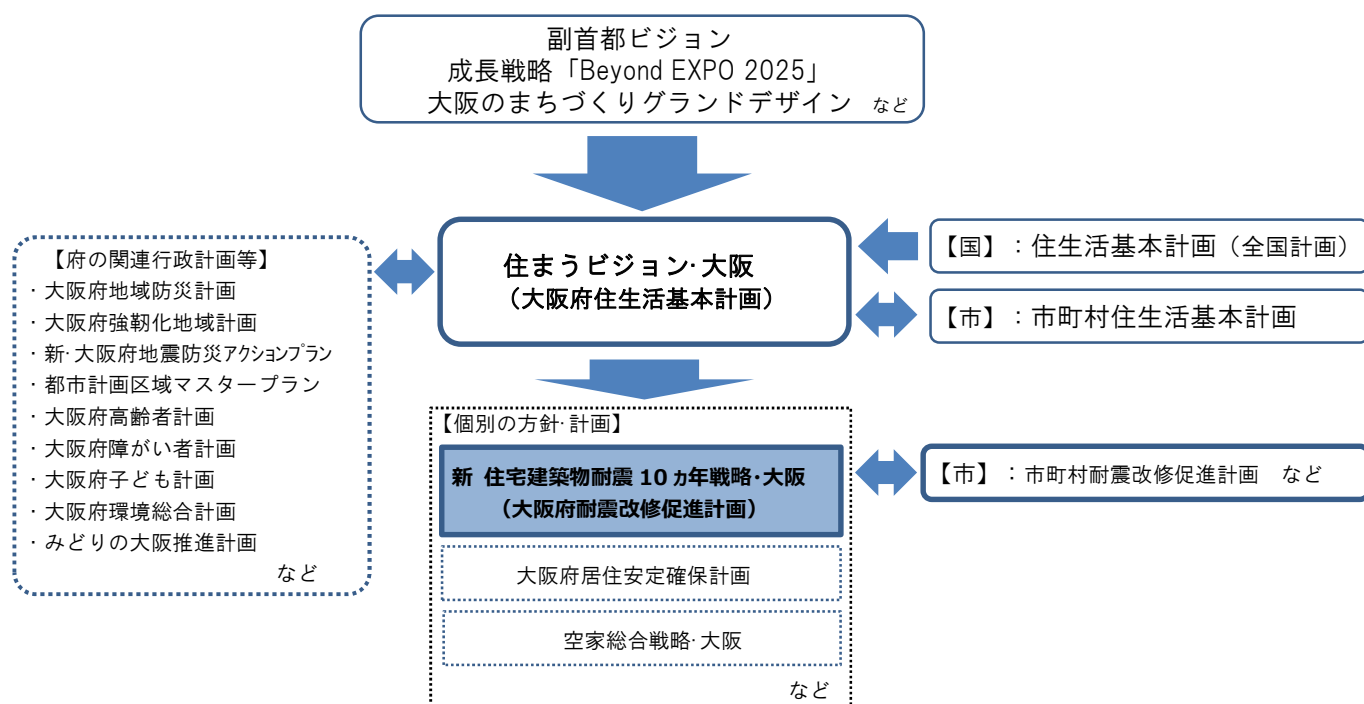 副首都ビジョン
成長戦略「Beyond EXPO 2025」
大阪のまちづくりグランドデザイン など
住まうビジョン･大阪
（大阪府住生活基本計画）
【国】：住生活基本計画（全国計画）
【市】：市町村住生活基本計画
【府の関連行政計画等】
･大阪府地域防災計画
･大阪府強靭化地域計画
･新･大阪府地震防災ｱｸｼｮﾝﾌﾟﾗﾝ
･都市計画区域マスタープラン
･大阪府高齢者計画
･大阪府障がい者計画
･大阪府子ども計画
･大阪府環境総合計画
･みどりの大阪推進計画
など
【個別の方針･計画】
新 住宅建築物耐震 10 ヵ年戦略･大阪
（大阪府耐震改修促進計画）
【市】：市町村耐震改修促進計画 など
大阪府居住安定確保計画
空家総合戦略･大阪
など